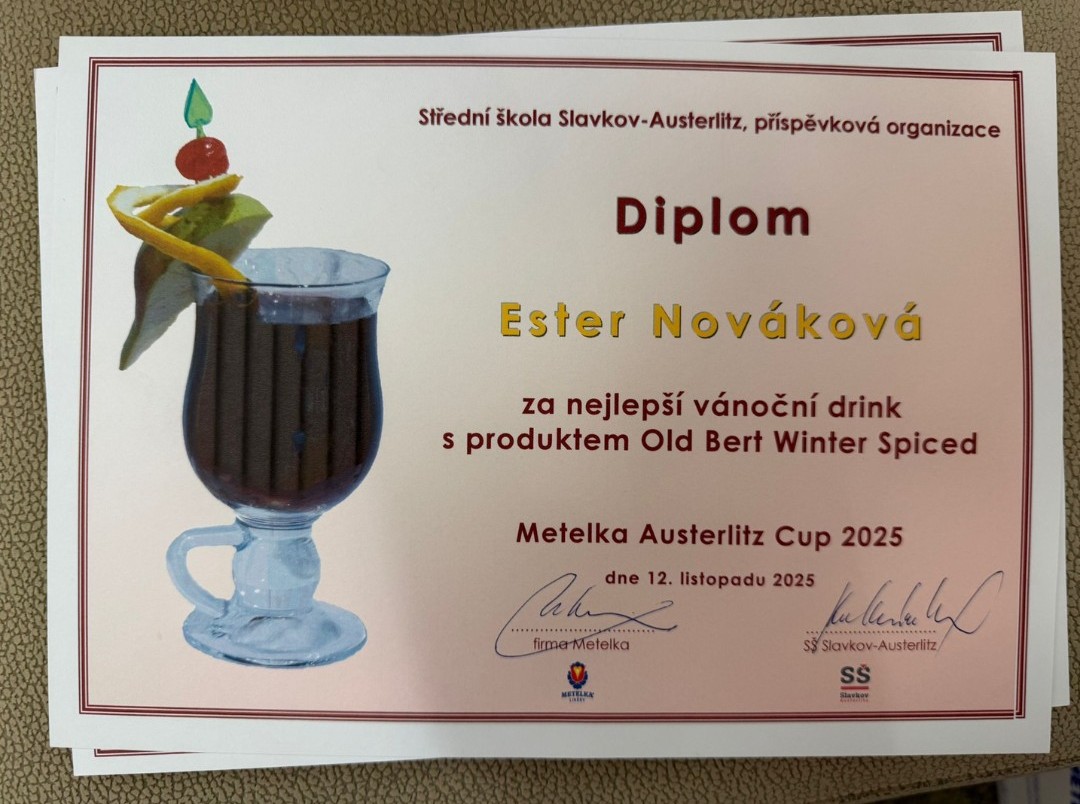 Střední škola Slavkov-Austerlitz, příspěvková organizace
Diplom
Ester Nováková
za nejlepší vánoční drink
s produktem Old Bert Winter Spiced
Metelka Austerlitz Cup 2025
dne 12. listopadu 2025
firma Metelka
SŠ Slavkov-Austerlitz
METELKA
SŠ
Slavkov